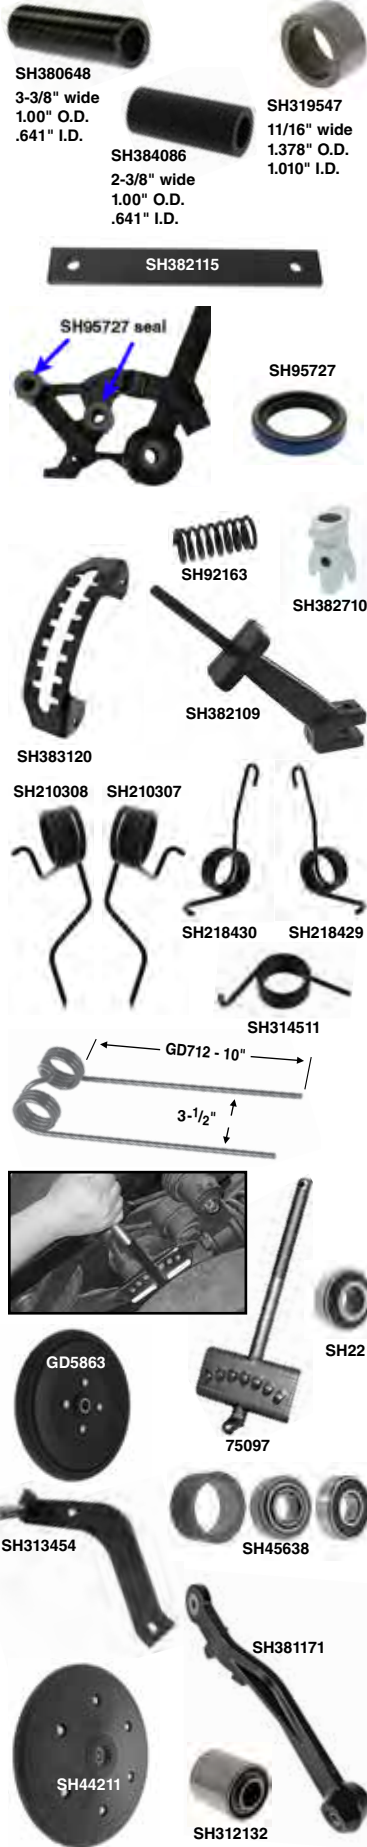 SH380648
3-3/8" wide
1.00" O.D.
.641" I.D.
SH384086
2-3/8" wide
1.00" O.D.
.641" I.D.
SH319547
11/16" wide
1.378" O.D.
1.010" I.D.
SH382115
SH95727 seal
SH95727
SH92163
SH382710
SH382109
SH383120
SH210308
SH210307
SH218430
SH218429
SH314511
GD712 - 10"
3-1/2"
SH22
GD5863
75097
SH313454
SH45638
SH381171
SH44211
SH312132